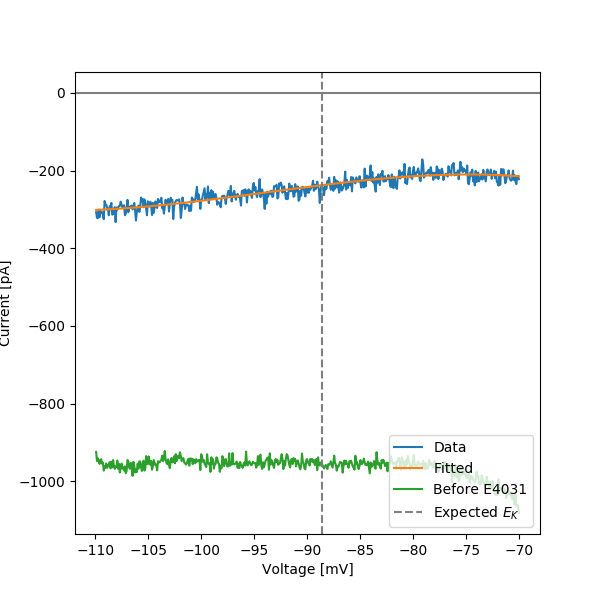 0
−200
−400
−600
−800
−1000
Current [pA]
Data
Fitted
Before E4031
Expected E_K
−110 −105 −100 −95 −90 −85 −80 −75 −70
Voltage [mV]